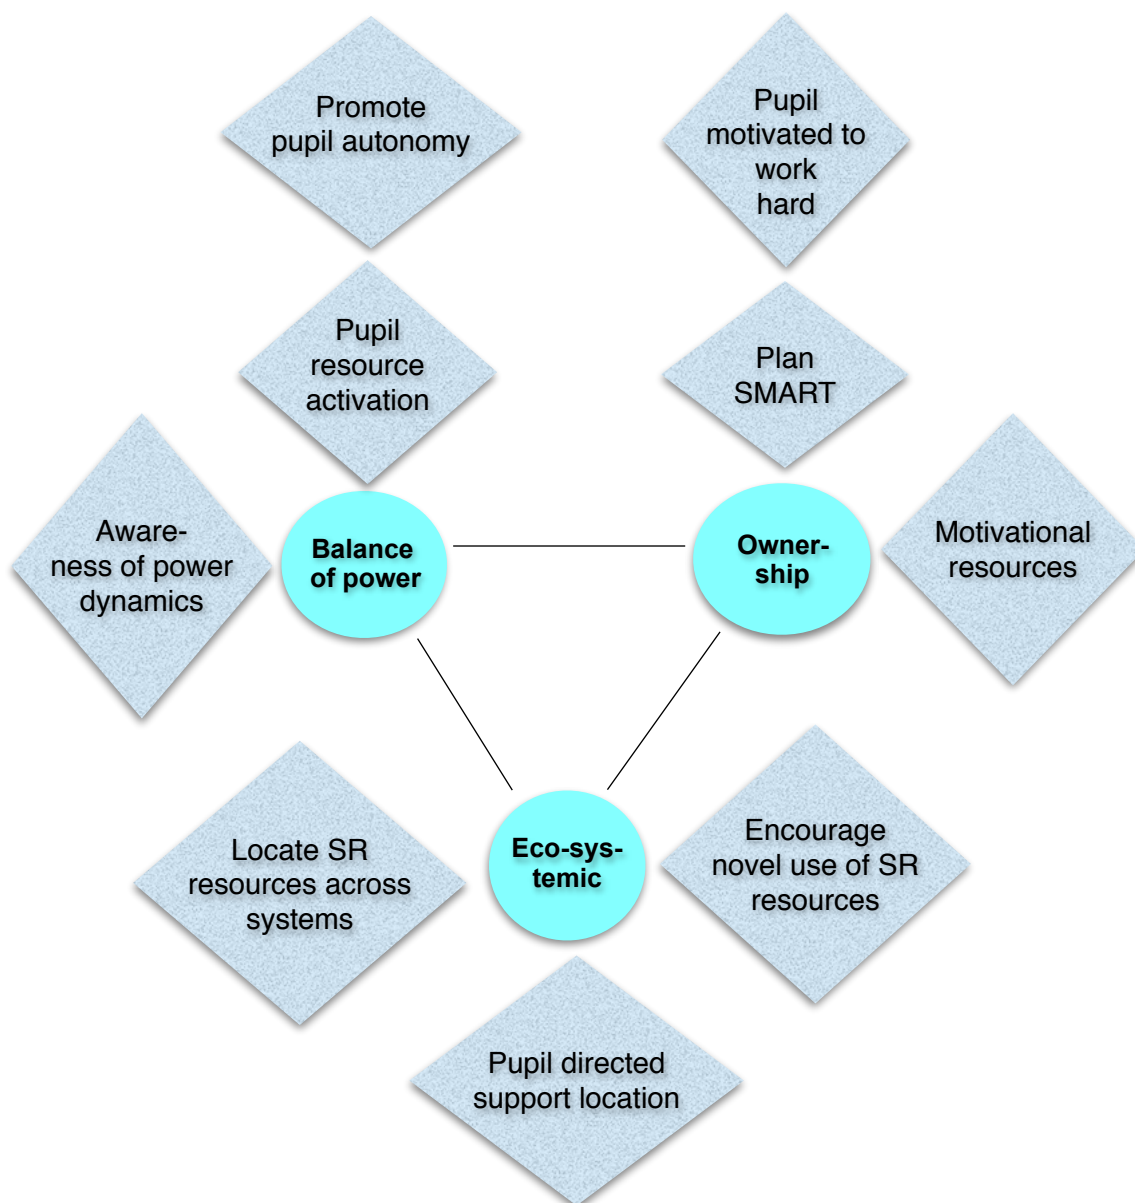 Promote
pupil autonomy
Pupil
motivated to
work
hard
Pupil
resource
activation
Plan
SMART
Aware-
ness of power
dynamics
Balance
of power
Owner-
ship
Motivational
resources
Locate SR
resources across
systems
Eco-sys-
temic
Encourage
novel use of SR
resources
Pupil directed
support location